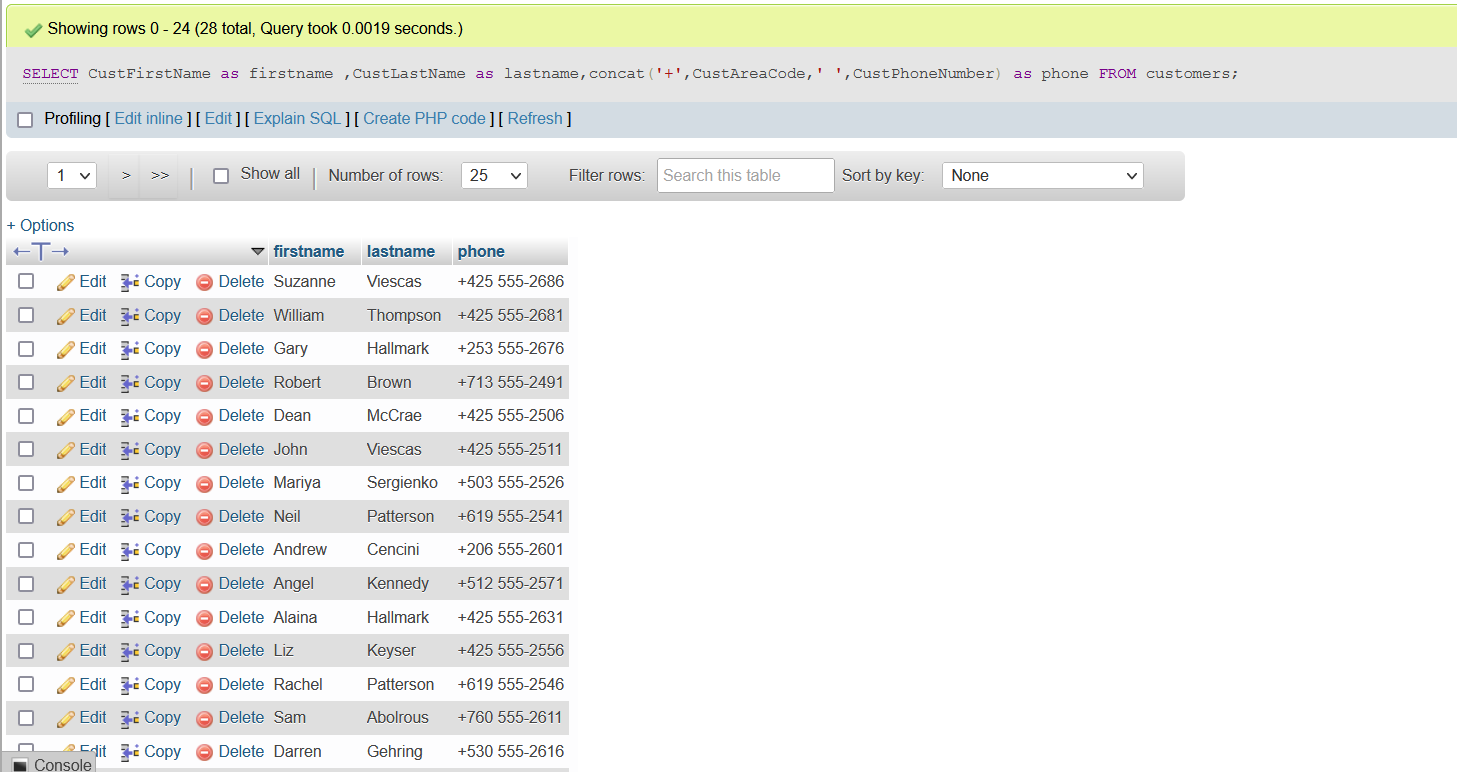 Showing rows 0 - 24 (28 total, Query took 0.0019 seconds.)
SELECT CustFirstName as firstname ,CustLastName as lastname,concat('+',CustAreaCode,' ',CustPhoneNumber) as phone FROM customers;
Profiling [ Edit inline ] [ Edit ] [ Explain SQL ] [ Create PHP code ] [ Refresh ]
1 > >> | Show all | Number of rows: 25 Filter rows: Search this table Sort by key: None
+ Options
←T→ firstname lastname phone
Edit Copy Delete Suzanne Viescas +425 555-2686
Edit Copy Delete William Thompson +425 555-2681
Edit Copy Delete Gary Hallmark +253 555-2676
Edit Copy Delete Robert Brown +713 555-2491
Edit Copy Delete Dean McCrae +425 555-2506
Edit Copy Delete John Viescas +425 555-2511
Edit Copy Delete Mariya Sergienko +503 555-2526
Edit Copy Delete Neil Patterson +619 555-2541
Edit Copy Delete Andrew Cencini +206 555-2601
Edit Copy Delete Angel Kennedy +512 555-2571
Edit Copy Delete Alaina Hallmark +425 555-2631
Edit Copy Delete Liz Keyser +425 555-2556
Edit Copy Delete Rachel Patterson +619 555-2546
Edit Copy Delete Sam Abolrous +760 555-2611
Edit Copy Delete Darren Gehring +530 555-2616
Console